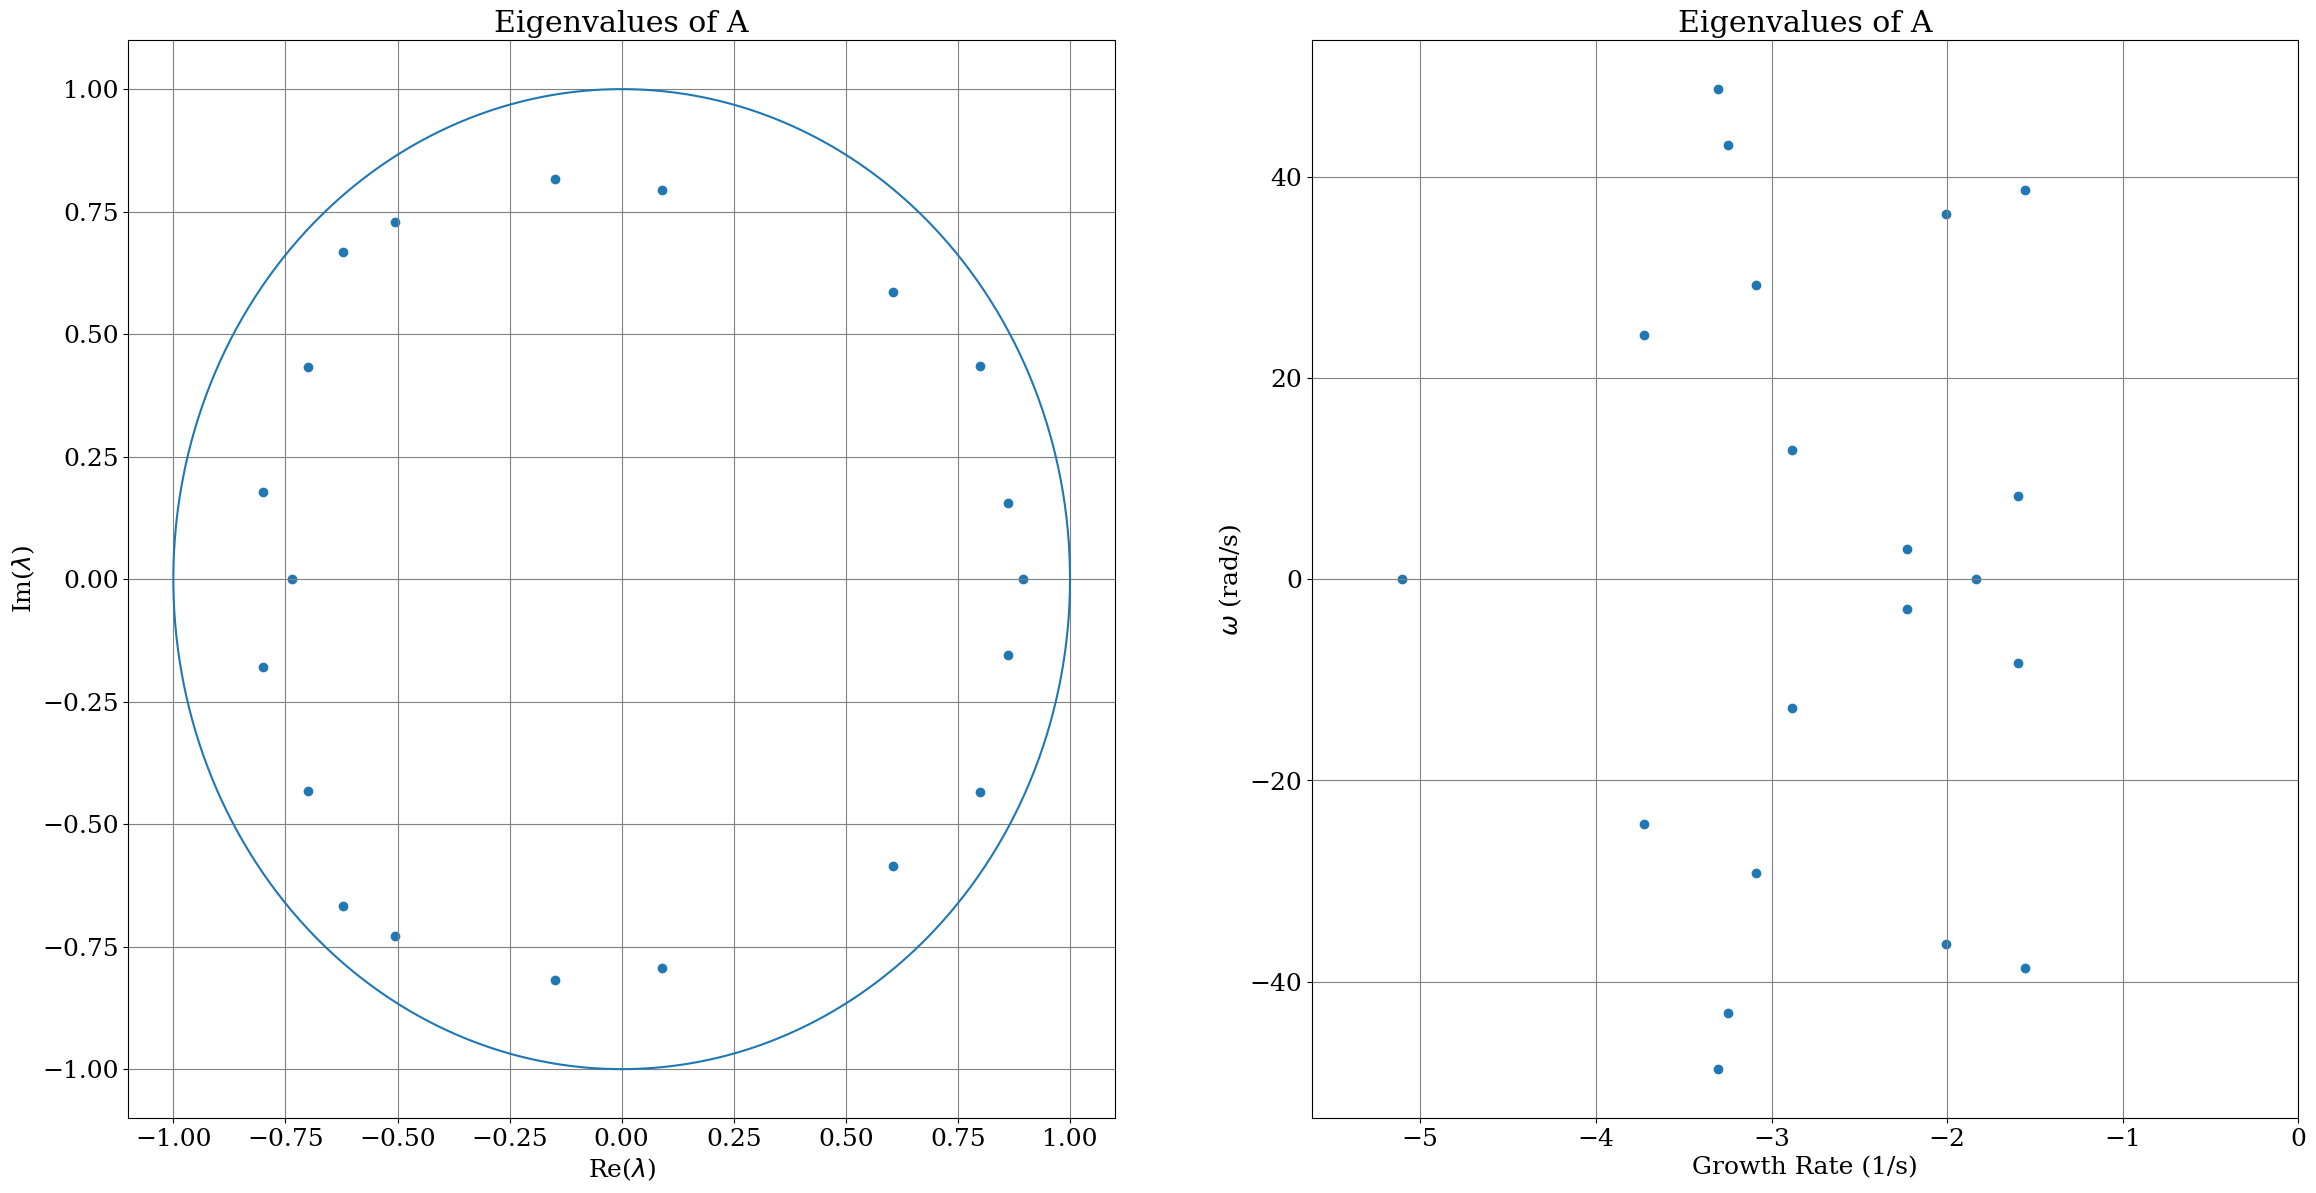 Eigenvalues of A
1.00
0.75
0.50
0.25
0.00
−0.25
−0.50
−0.75
−1.00
Im(λ)
−1.00 −0.75 −0.50 −0.25 0.00 0.25 0.50 0.75 1.00
Re(λ)
Eigenvalues of A
40
20
0
−20
−40
ω (rad/s)
−5 −4 −3 −2 −1 0
Growth Rate (1/s)